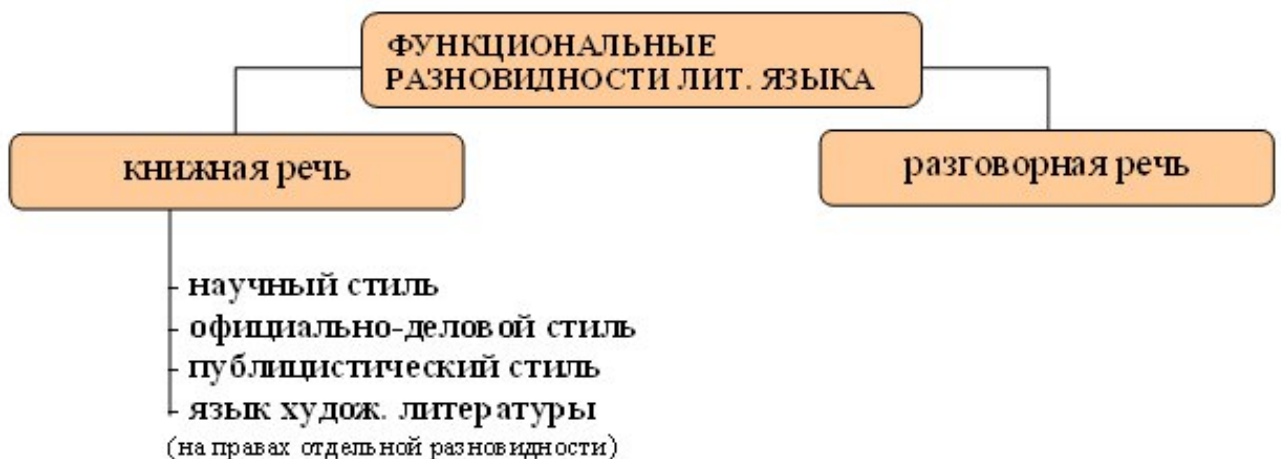 ФУНКЦИОНАЛЬНЫЕ
РАЗНОВИДНОСТИ ЛИТ. ЯЗЫКА
книжная речь
разговорная речь
- научный стиль
- официально-деловой стиль
- публицистический стиль
- язык худож. литературы
(на правах отдельной разновидности)